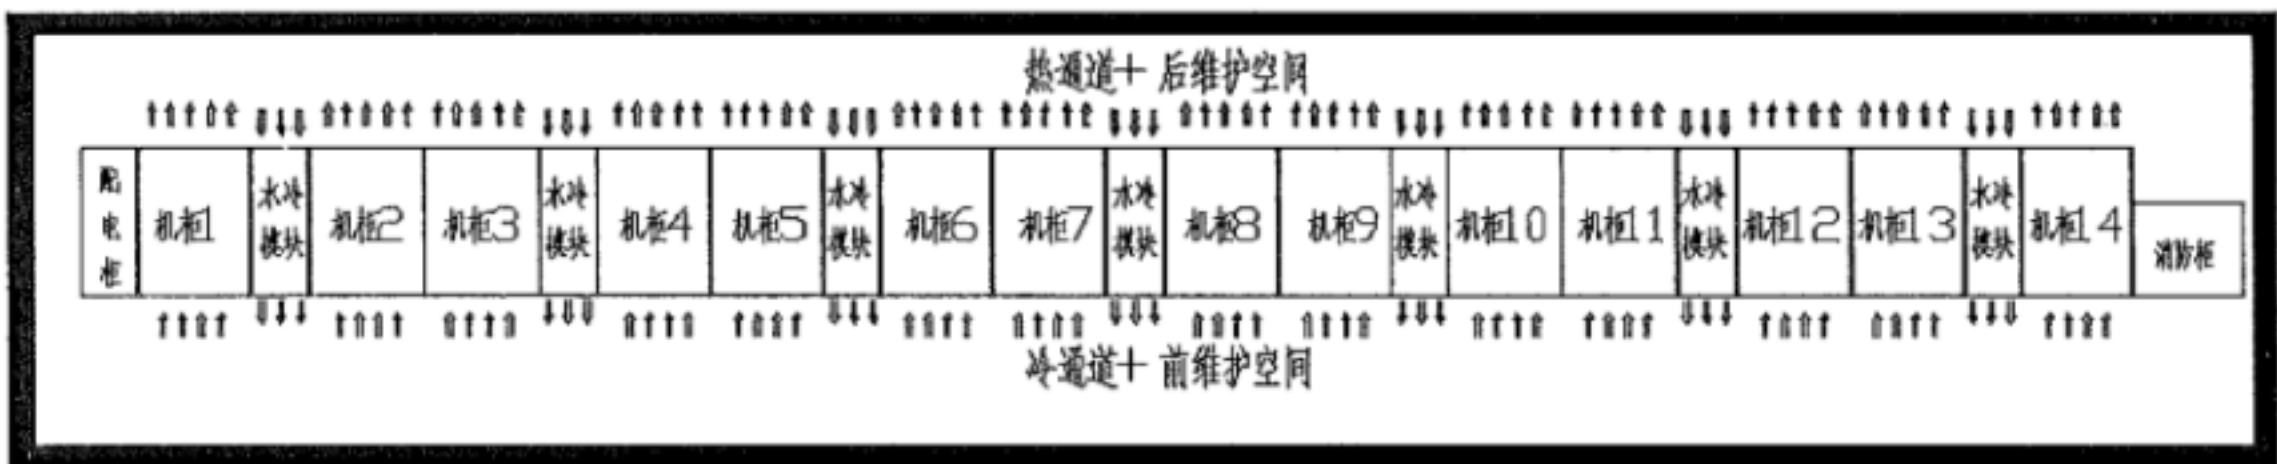 热通道+后维护空间
配电柜
机柜1
水冷模块
机柜2
机柜3
水冷模块
机柜4
机柜5
水冷模块
机柜6
机柜7
水冷模块
机柜8
机柜9
水冷模块
机柜10
机柜11
水冷模块
机柜12
机柜13
水冷模块
机柜14
消防柜
冷通道+前维护空间